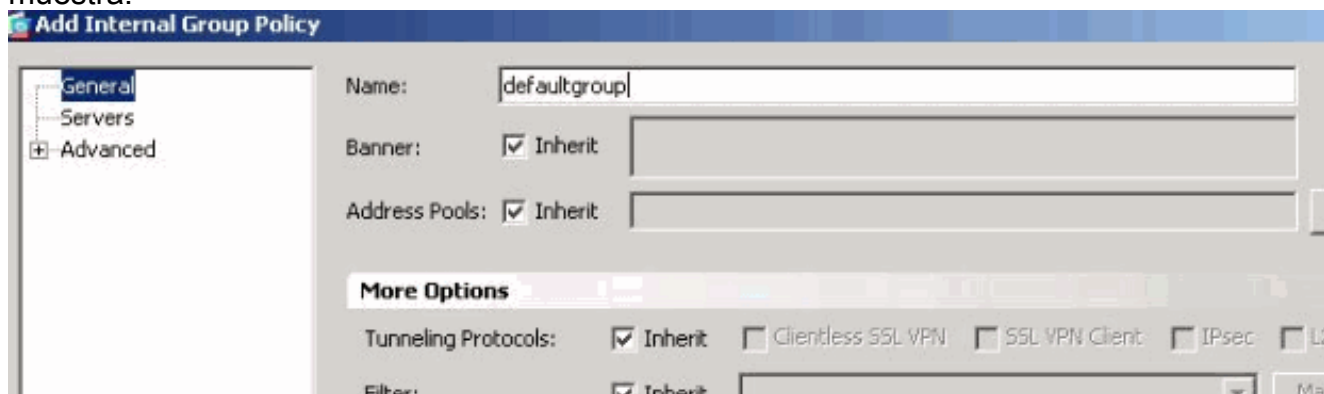 muestra.
Add Internal Group Policy
General
Servers
Advanced
Name: defaultgroup
Banner: Inherit
Address Pools: Inherit
More Options
Tunneling Protocols: Inherit Clientless SSL VPN SSL VPN Client IPsec
Filter: Inherit